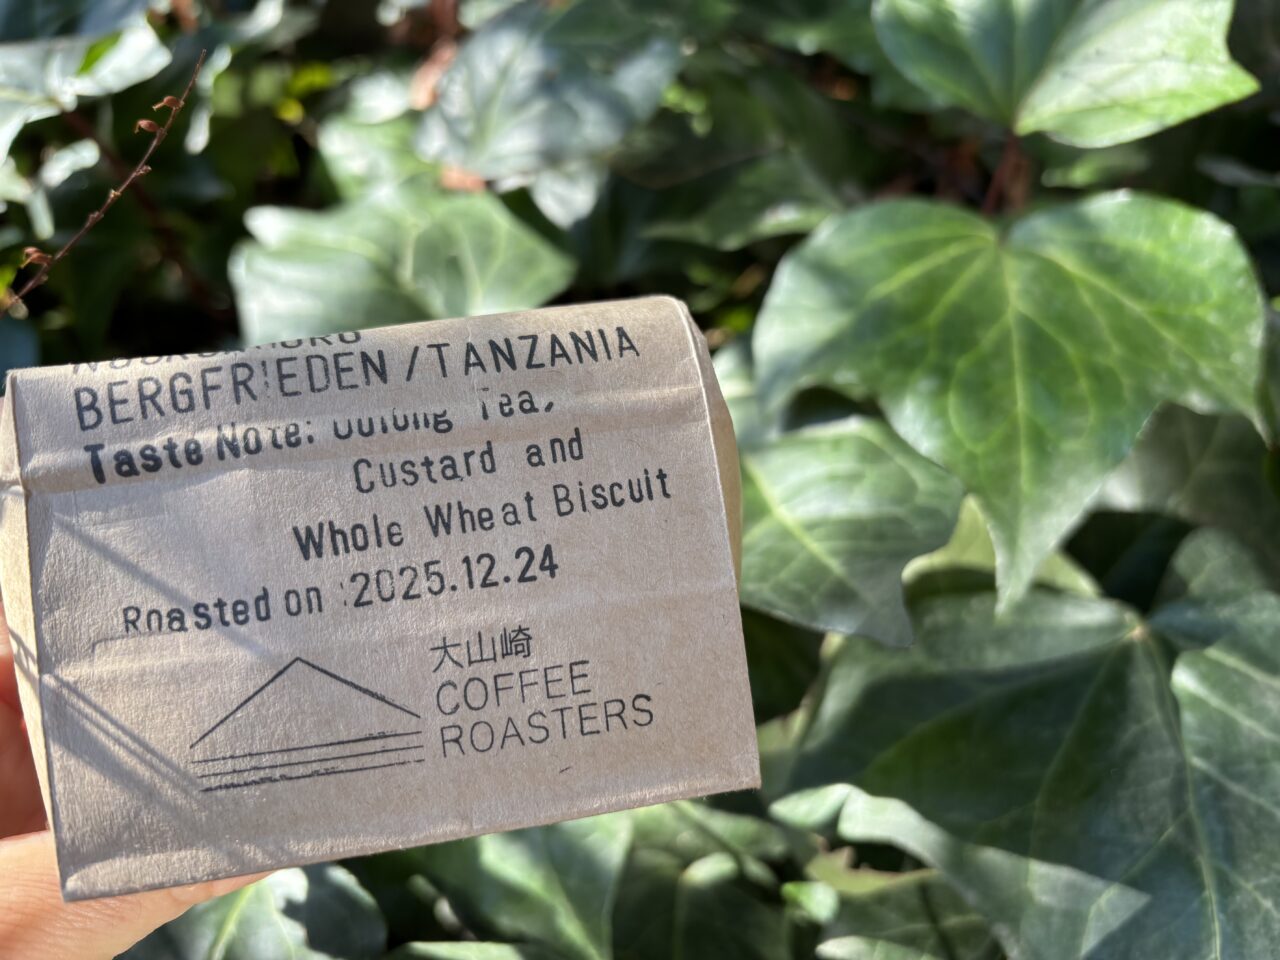 BERGFRIEDEN / TANZANIA
Taste Note: Oolong Tea,
Custard and
Whole Wheat Biscuit
Roasted on :2025.12.24
大山崎
COFFEE
ROASTERS